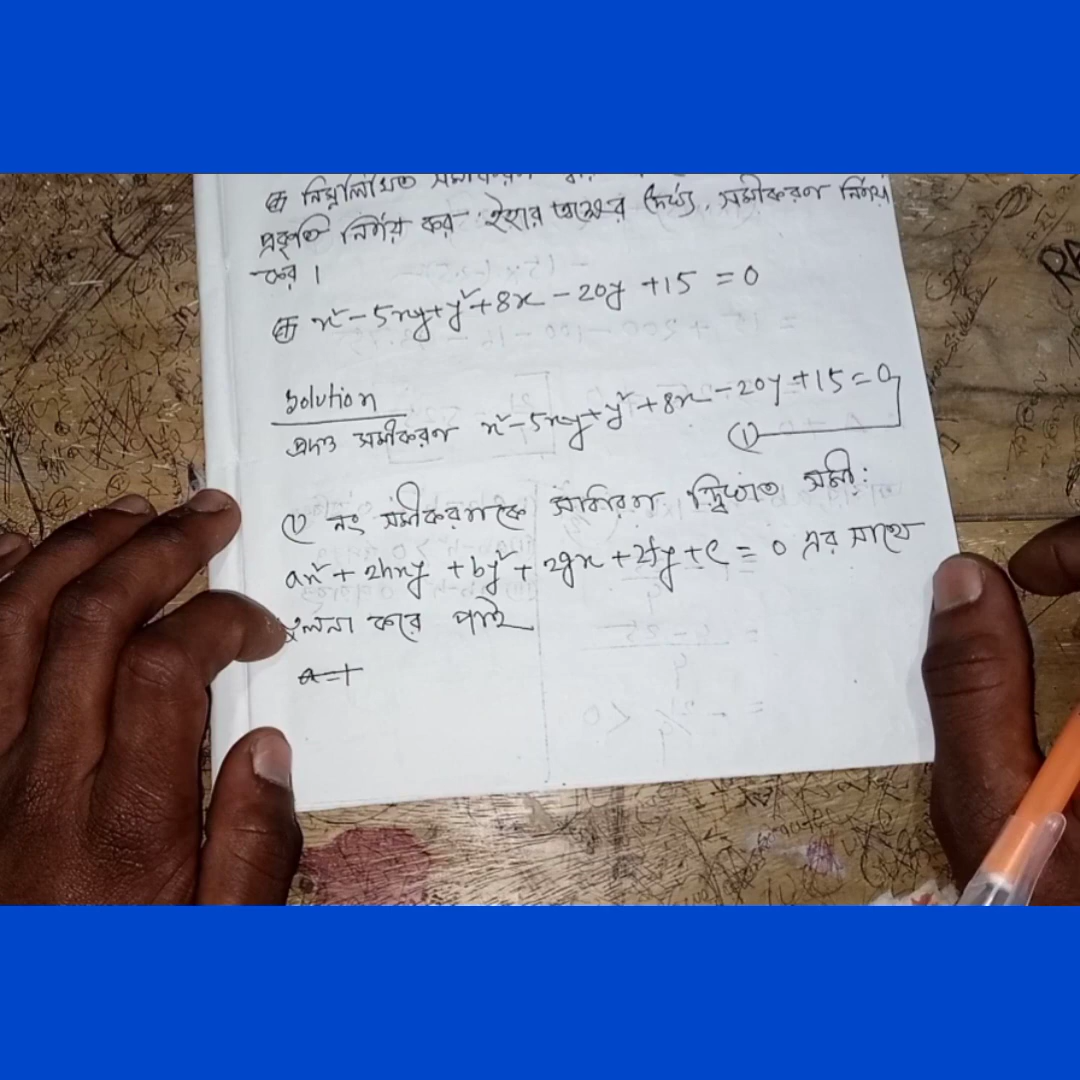 নিম্নলিখিত
প্রকৃতি নির্ণয় কর ইহার অক্ষের দৈর্ঘ্য, সমীকরণ নির্ণয়
কর ।
x² - 5xy + y² + 8x - 20y + 15 = 0
Solution
প্রদত্ত সমীকরণ x² - 5xy + y² + 8x - 20y + 15 = 0
(1)
(1) নং সমীকরণকে সাধারণ দ্বিঘাত সমী:
ax² + 2hxy + by² + 2gx + 2fy + c = 0 এর সাথে
তুলনা করে পাই
a = 1